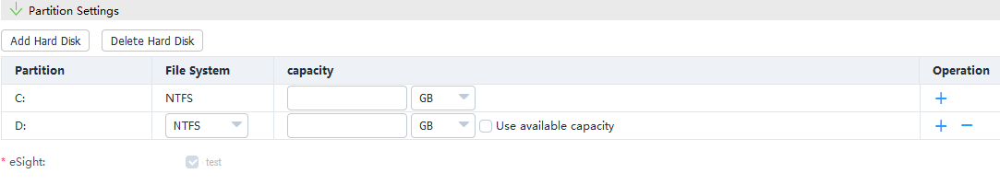 Partition Settings
Add Hard Disk Delete Hard Disk
Partition File System capacity Operation
C: NTFS GB +
D: NTFS GB Use available capacity + −
* eSight: test